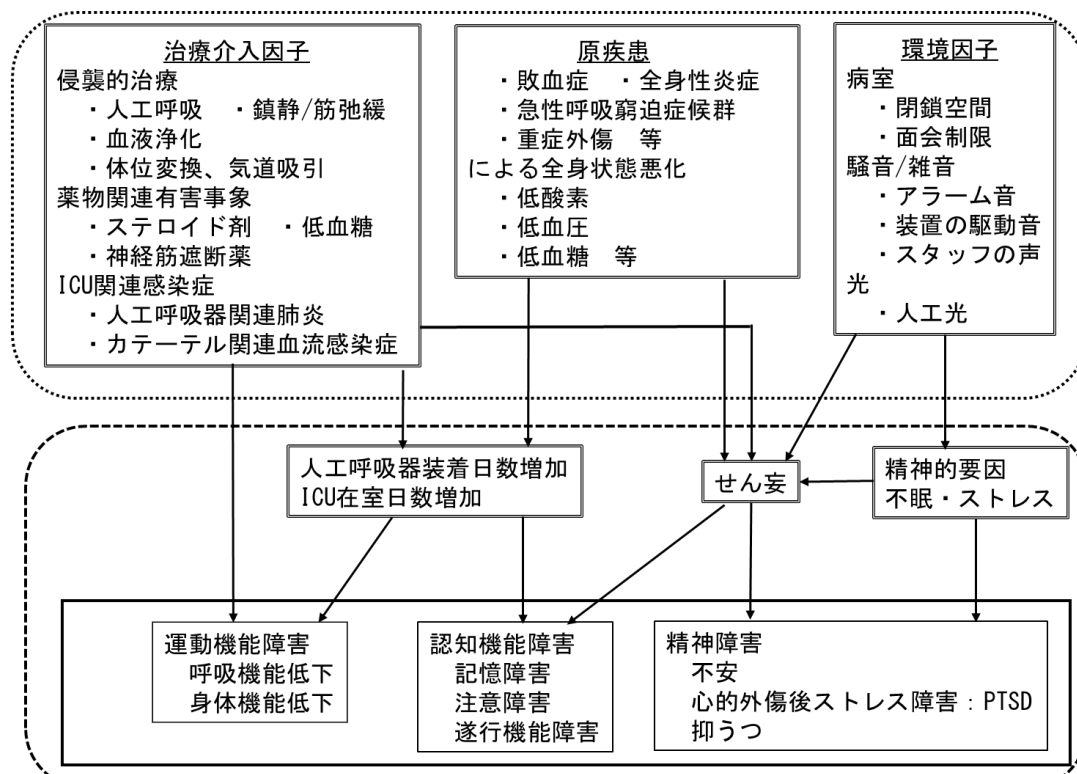 治療介入因子
侵襲的治療
・人工呼吸　・鎮静/筋弛緩
・血液浄化
・体位変換、気道吸引
薬物関連有害事象
・ステロイド剤　・低血糖
・神経筋遮断薬
ICU関連感染症
・人工呼吸器関連肺炎
・カテーテル関連血流感染症
原疾患
・敗血症　・全身性炎症
・急性呼吸窮迫症候群
・重症外傷　等
による全身状態悪化
・低酸素
・低血圧
・低血糖　等
環境因子
病室
・閉鎖空間
・面会制限
騒音/雑音
・アラーム音
・装置の駆動音
・スタッフの声
光
・人工光
人工呼吸器装着日数増加
ICU在室日数増加
せん妄
精神的要因
不眠・ストレス
運動機能障害
呼吸機能低下
身体機能低下
認知機能障害
記憶障害
注意障害
遂行機能障害
精神障害
不安
心的外傷後ストレス障害：PTSD
抑うつ